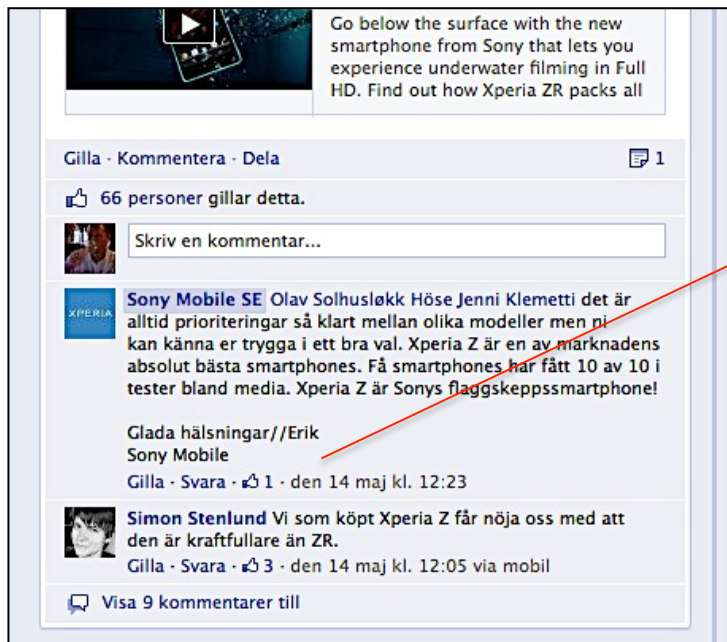 Go below the surface with the new
smartphone from Sony that lets you
experience underwater filming in Full
HD. Find out how Xperia ZR packs all
Gilla · Kommentera · Dela
1
66 personer gillar detta.
Skriv en kommentar...
XPERIA
Sony Mobile SE Olav Solhusløkk Höse Jenni Klemetti det är
alltid prioriteringar så klart mellan olika modeller men ni
kan känna er trygga i ett bra val. Xperia Z är en av marknadens
absolut bästa smartphones. Få smartphones har fått 10 av 10 i
tester bland media. Xperia Z är Sonys flaggskeppssmartphone!
Glada hälsningar//Erik
Sony Mobile
Gilla · Svara · 1 · den 14 maj kl. 12:23
Simon Stenlund Vi som köpt Xperia Z får nöja oss med att
den är kraftfullare än ZR.
Gilla · Svara · 3 · den 14 maj kl. 12:05 via mobil
Visa 9 kommentarer till